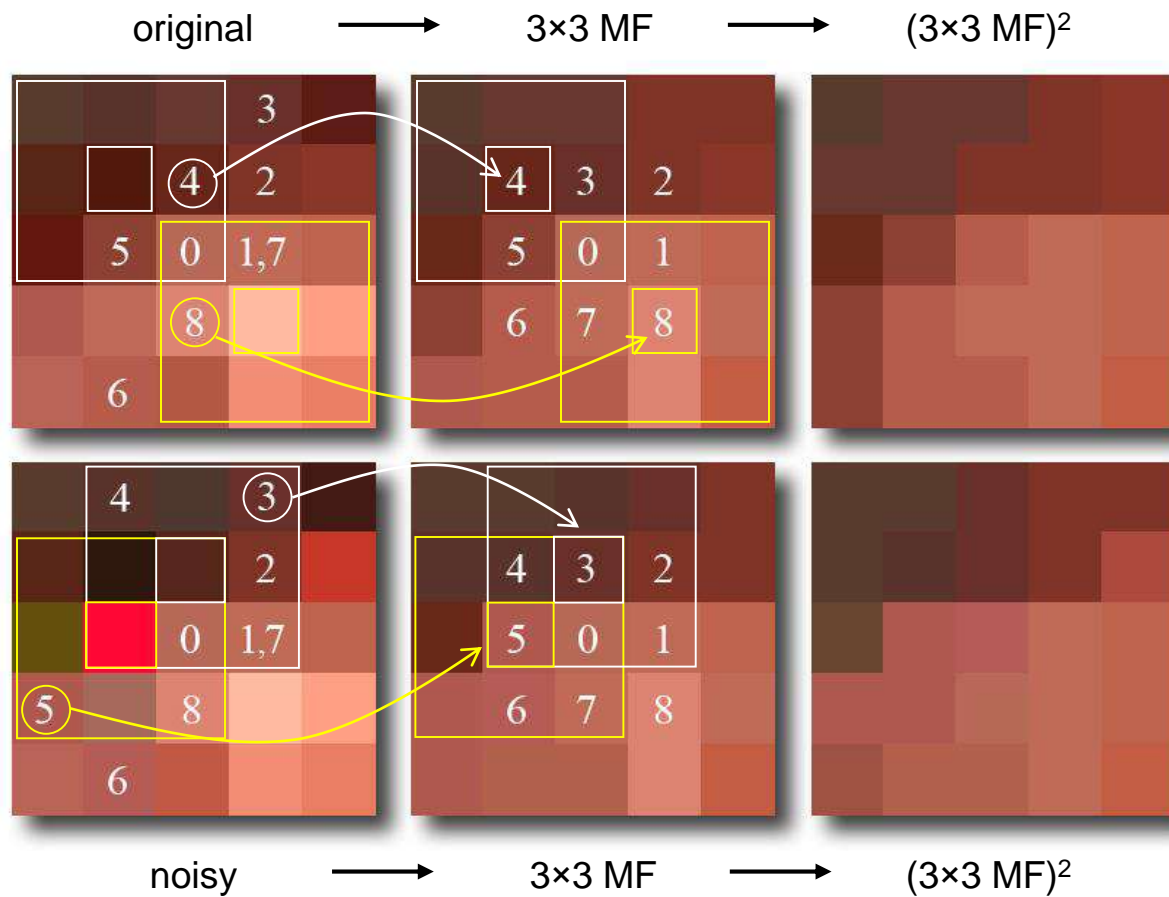 original 3×3 MF (3×3 MF)²
3
4 2 4 3 2
5 0 1,7 5 0 1
8 6 7 8
6
4 3
2 4 3 2
0 1,7 5 0 1
5 8 6 7 8
6
noisy 3×3 MF (3×3 MF)²